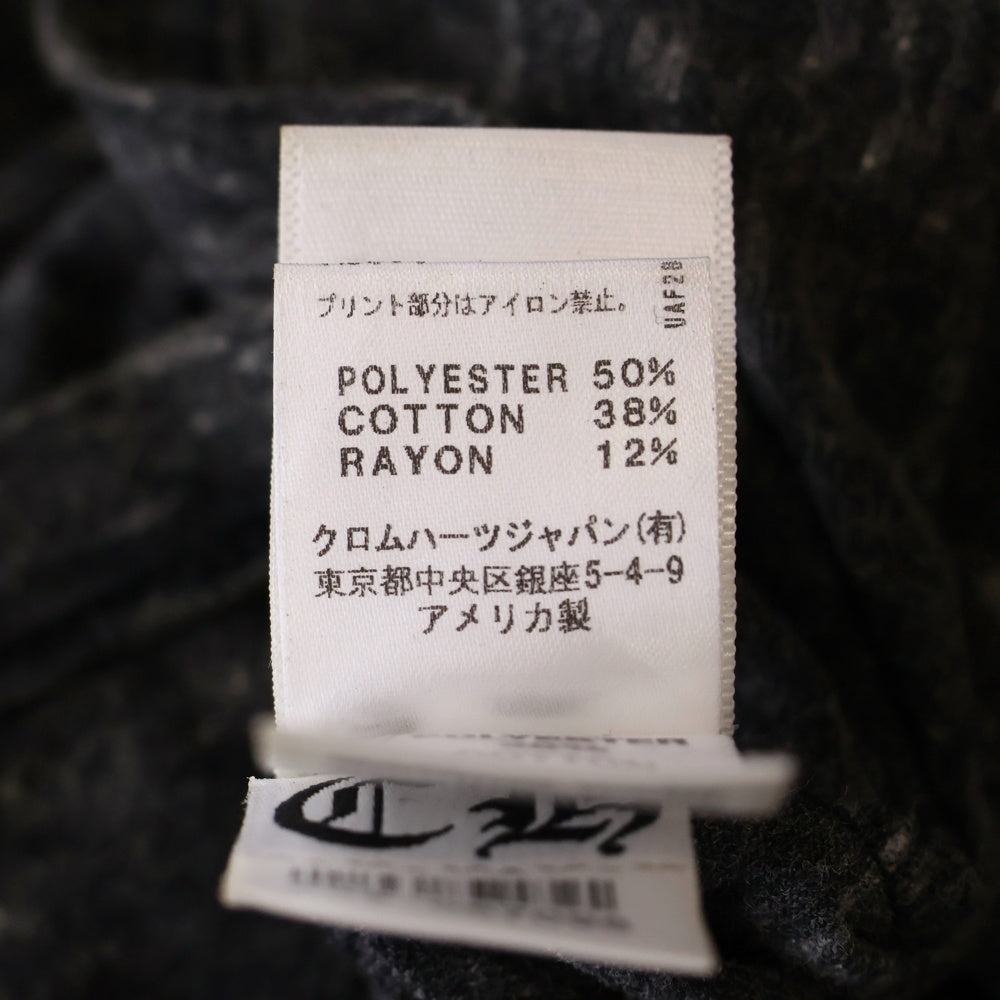 プリント部分はアイロン禁止。
UAF2B
POLYESTER 50%
COTTON 38%
RAYON 12%
クロムハーツジャパン(有)
東京都中央区銀座5-4-9
アメリカ製
POLYESTER